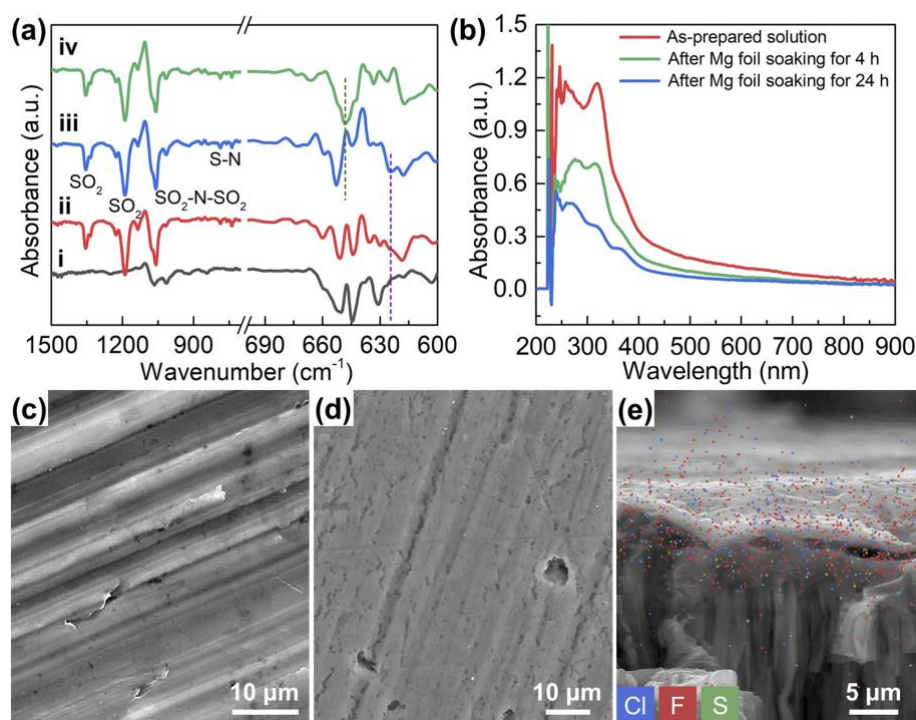 (a)
iv
iii
ii
i
SO2
SO2
SO2-N-SO2
S-N
Absorbance (a.u.)
1500 1200 900 690 660 630 600
Wavenumber (cm-1)
(b)
As-prepared solution
After Mg foil soaking for 4 h
After Mg foil soaking for 24 h
Absorbance (a.u.)
1.5
1.2
0.9
0.6
0.3
0.0
200 300 400 500 600 700 800 900
Wavelength (nm)
(c)
10 µm
(d)
10 µm
(e)
Cl F S
5 µm